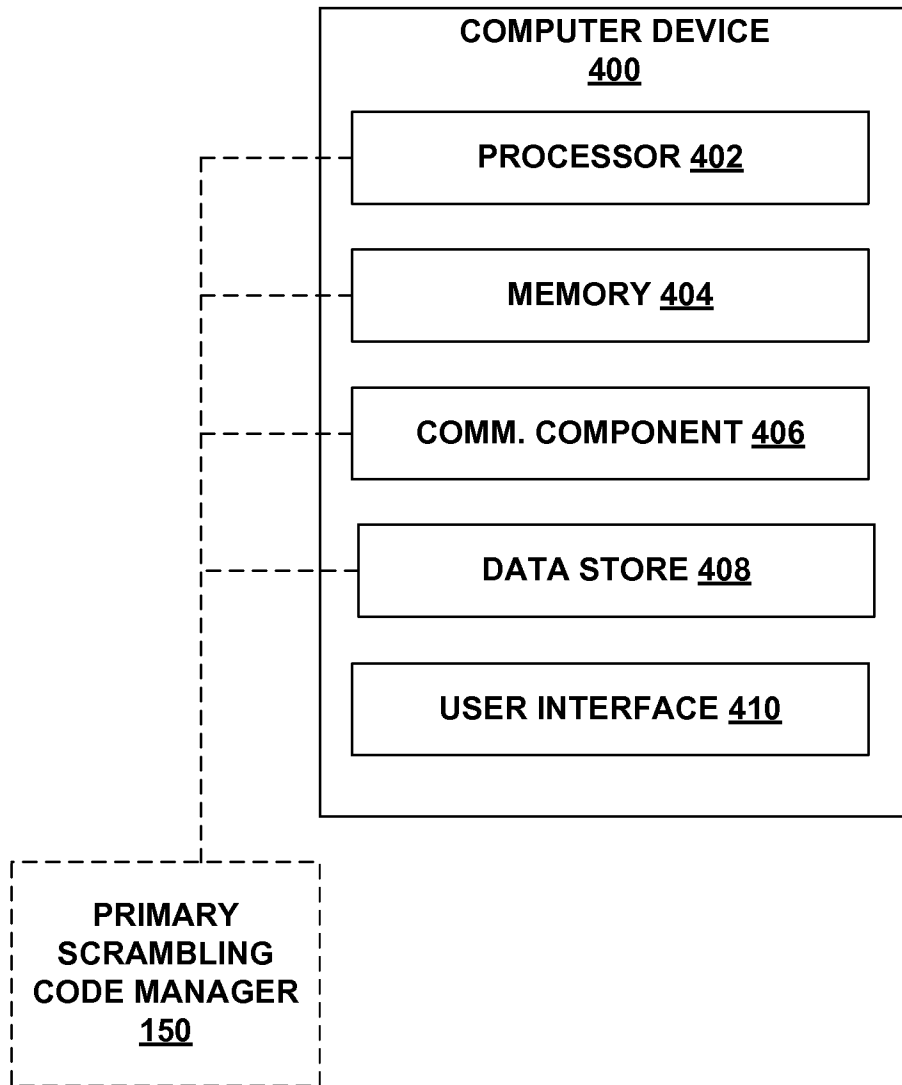 COMPUTER DEVICE
400
PROCESSOR 402
MEMORY 404
COMM. COMPONENT 406
DATA STORE 408
USER INTERFACE 410
PRIMARY
SCRAMBLING
CODE MANAGER
150